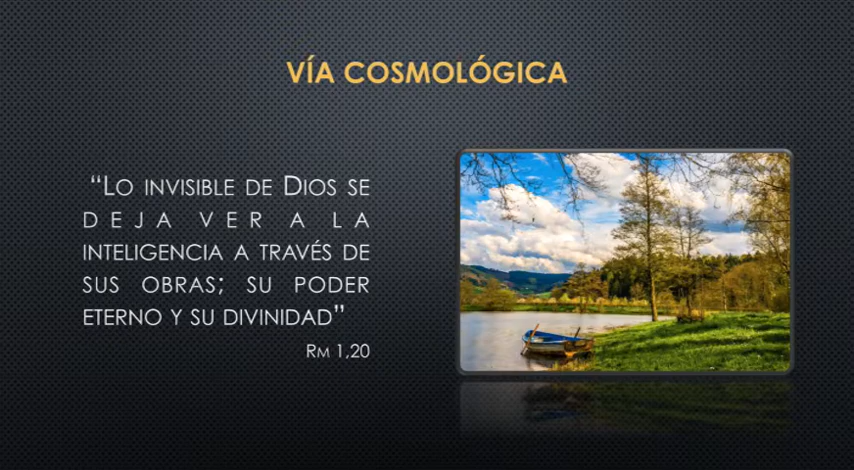 VÍA COSMOLÓGICA
“LO INVISIBLE DE DIOS SE
DEJA VER A LA
INTELIGENCIA A TRAVÉS DE
SUS OBRAS; SU PODER
ETERNO Y SU DIVINIDAD”
RM 1,20